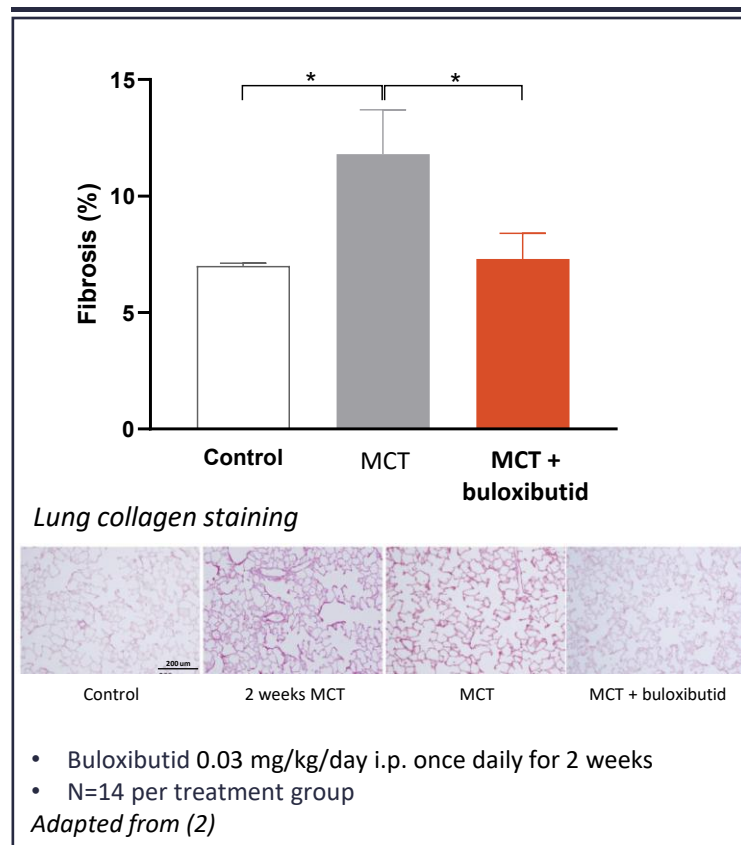 * *
15
10
5
0
Fibrosis (%)
Control MCT MCT +
buloxibutid
Lung collagen staining
200 um
Control 2 weeks MCT MCT MCT + buloxibutid
• Buloxibutid 0.03 mg/kg/day i.p. once daily for 2 weeks
• N=14 per treatment group
Adapted from (2)